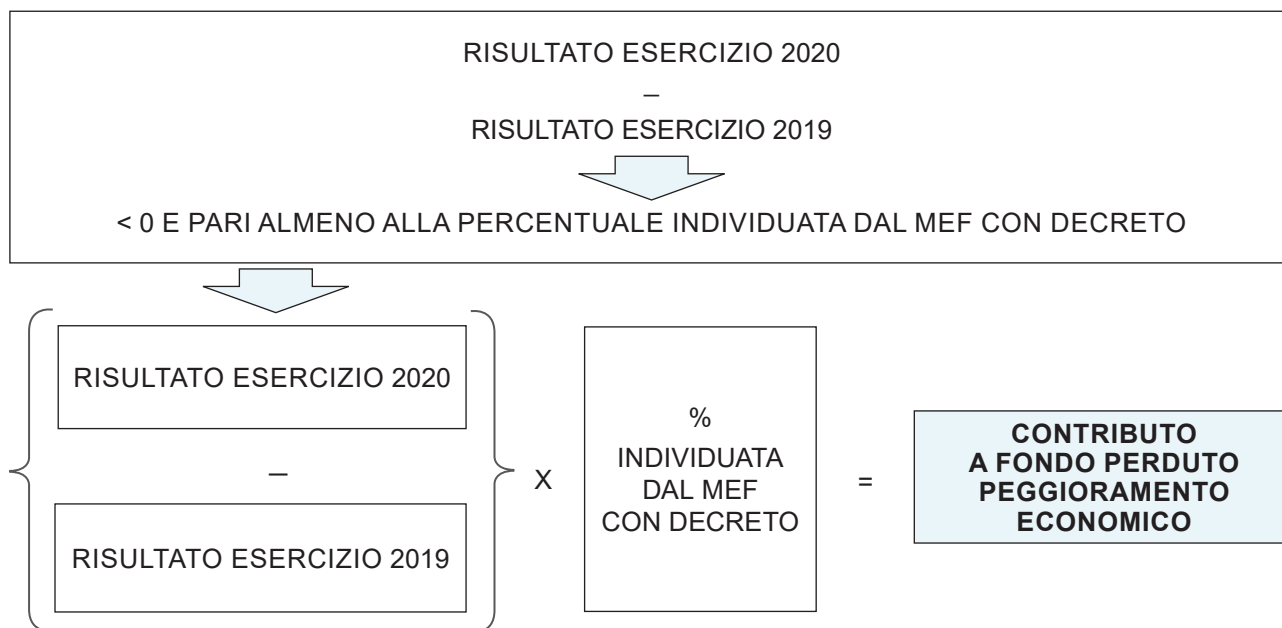 RISULTATO ESERCIZIO 2020
–
RISULTATO ESERCIZIO 2019
< 0 E PARI ALMENO ALLA PERCENTUALE INDIVIDUATA DAL MEF CON DECRETO
RISULTATO ESERCIZIO 2020
–
RISULTATO ESERCIZIO 2019
X
%
INDIVIDUATA
DAL MEF
CON DECRETO
=
CONTRIBUTO
A FONDO PERDUTO
PEGGIORAMENTO
ECONOMICO